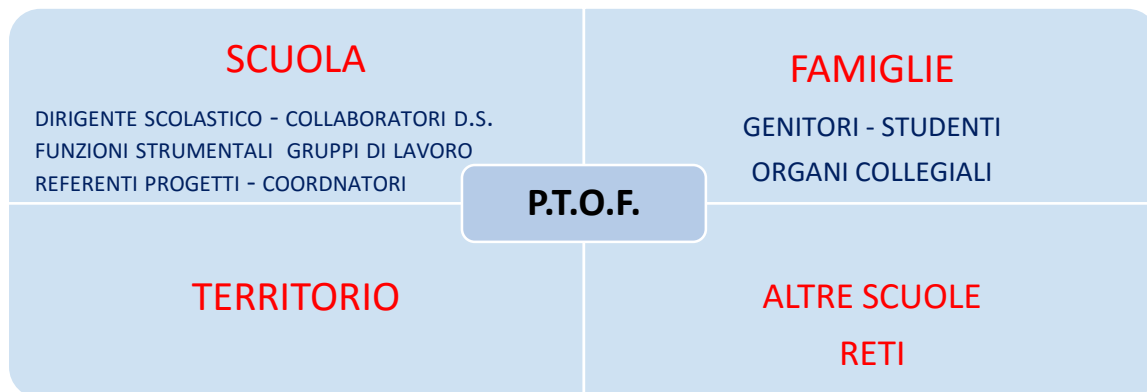 SCUOLA
DIRIGENTE SCOLASTICO - COLLABORATORI D.S.
FUNZIONI STRUMENTALI GRUPPI DI LAVORO
REFERENTI PROGETTI - COORDNATORI
FAMIGLIE
GENITORI - STUDENTI
ORGANI COLLEGIALI
P.T.O.F.
TERRITORIO
ALTRE SCUOLE
RETI